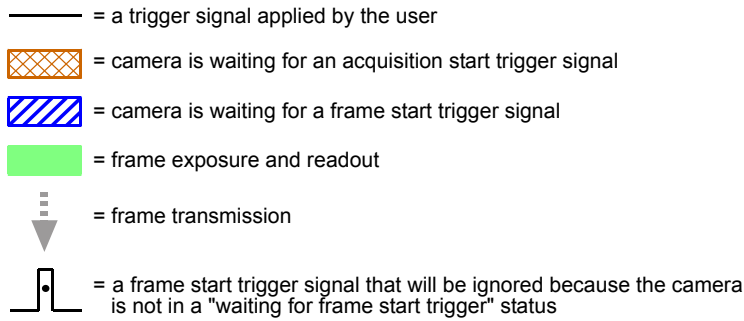 = a trigger signal applied by the user
= camera is waiting for an acquisition start trigger signal
= camera is waiting for a frame start trigger signal
= frame exposure and readout
= frame transmission
= a frame start trigger signal that will be ignored because the camera
is not in a "waiting for frame start trigger" status